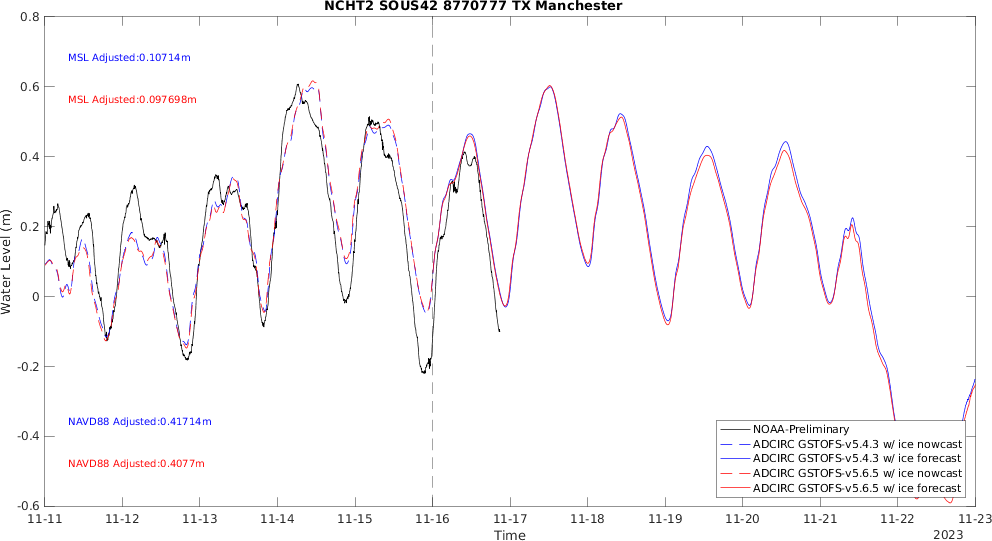 NCHT2 SOUS42 8770777 TX Manchester
0.8
0.6
0.4
0.2
0
-0.2
-0.4
-0.6
Water Level (m)
MSL Adjusted:0.10714m
MSL Adjusted:0.097698m
NAVD88 Adjusted:0.41714m
NAVD88 Adjusted:0.4077m
NOAA-Preliminary
ADCIRC GSTOFS-v5.4.3 w/ ice nowcast
ADCIRC GSTOFS-v5.4.3 w/ ice forecast
ADCIRC GSTOFS-v5.6.5 w/ ice nowcast
ADCIRC GSTOFS-v5.6.5 w/ ice forecast
11-11 11-12 11-13 11-14 11-15 11-16 11-17 11-18 11-19 11-20 11-21 11-22 11-23
Time
2023